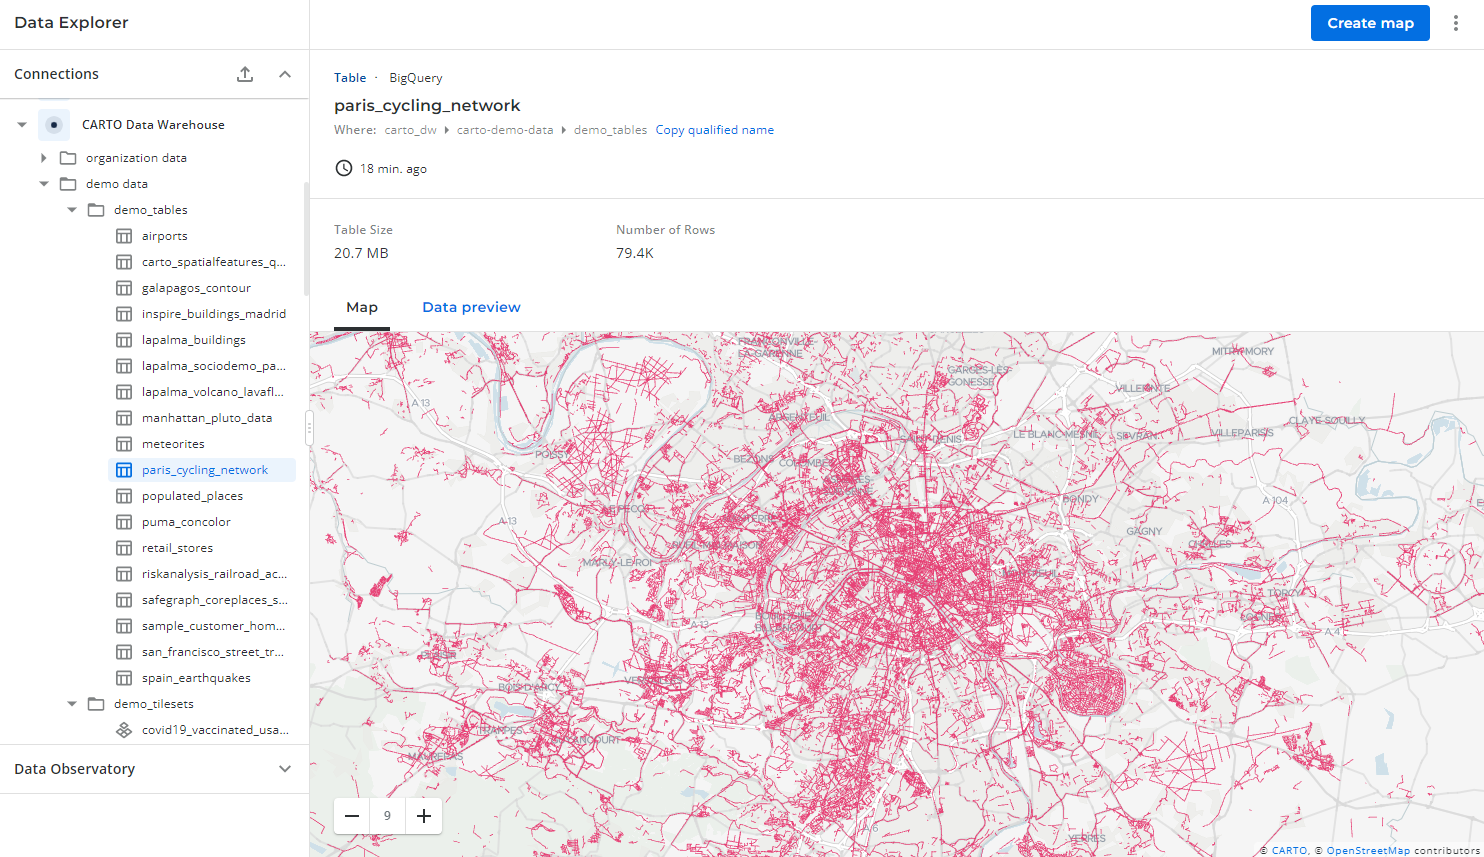 Data Explorer
Create map
Connections
CARTO Data Warehouse
organization data
demo data
demo_tables
airports
carto_spatialfeatures_q...
galapagos_contour
inspire_buildings_madrid
lapalma_buildings
lapalma_sociodemo_pa...
lapalma_volcano_lavafl...
manhattan_pluto_data
meteorites
paris_cycling_network
populated_places
puma_concolor
retail_stores
riskanalysis_railroad_ac...
safegraph_coreplaces_s...
sample_customer_hom...
san_francisco_street_tr...
spain_earthquakes
demo_tilesets
covid19_vaccinated_usa...
Data Observatory
Table · BigQuery
paris_cycling_network
Where: carto_dw carto-demo-data demo_tables Copy qualified name
18 min. ago
Table Size
20.7 MB
Number of Rows
79.4K
Map
Data preview
FRANCONVILLE-
LA-GARENNE
MITRY-MORY
GARGES-LÈS-
GONESSE
VILLEPINTE
A 13
ARGENTEUIL
CLAYE-SOUILLY
SAINT-DENIS
LE BLANC-MESNIL
SEVRAN
VILLEPARISIS
POISSY
BEZONS
COLOMBES
A 104
BONDY
A 13
GAGNY
CHELLES
MARLY-LE-ROI
TORCY
A 13
A 4
BOIS-D'ARCY
GUYANCOURT
MAUREPAS
A 6
YERRES
9
© CARTO, © OpenStreetMap contributors